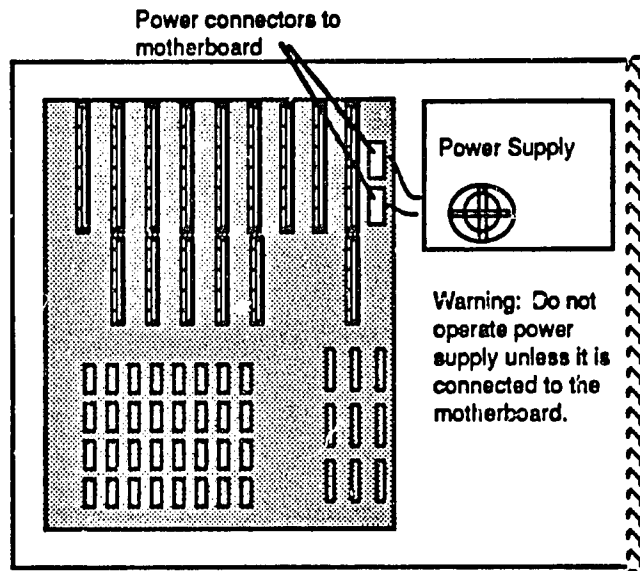 Power connectors to
motherboard
Power Supply
Warning: Do not
operate power
supply unless it is
connected to the
motherboard.